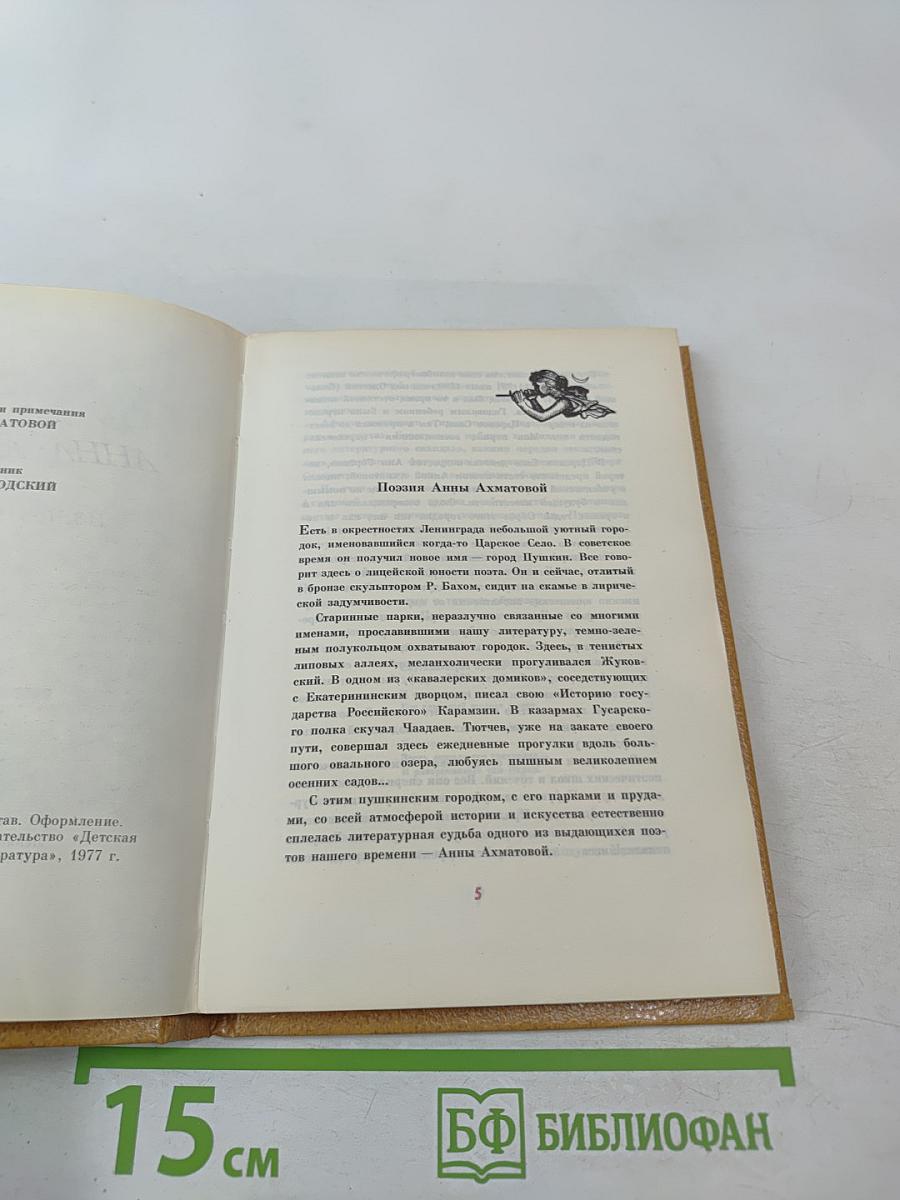 и примечания
АТОВОЙ
ник
ОДСКИЙ
тав. Оформление.
ательство «Детская
ратура», 1977 г.
Поэзия Анны Ахматовой
Есть в окрестностях Ленинграда небольшой уютный горо-
док, именовавшийся когда-то Царское Село. В советское
время он получил новое имя — город Пушкин. Все гово-
рит здесь о лицейской юности поэта. Он и сейчас, отлитый
в бронзе скульптором Р. Бахом, сидит на скамье в лириче-
ской задумчивости.
Старинные парки, неразлучно связанные со многими
именами, прославившими нашу литературу, темно-зеле-
ным полукольцом охватывают городок. Здесь, в тенистых
липовых аллеях, меланхолически прогуливался Жуков-
ский. В одном из «кавалерских домиков», соседствующих
с Екатерининским дворцом, писал свою «Историю госу-
дарства Российского» Карамзин. В казармах Гусарско-
го полка скучал Чаадаев. Тютчев, уже на закате своего
пути, совершал здесь ежедневные прогулки вдоль боль-
шого овального озера, любуясь пышным великолепием
осенних садов...
С этим пушкинским городком, с его парками и пруда-
ми, со всей атмосферой истории и искусства естественно
сплелась литературная судьба одного из выдающихся поэ-
тов нашего времени — Анны Ахматовой.
5
15 см
БФ БИБЛИОФАН